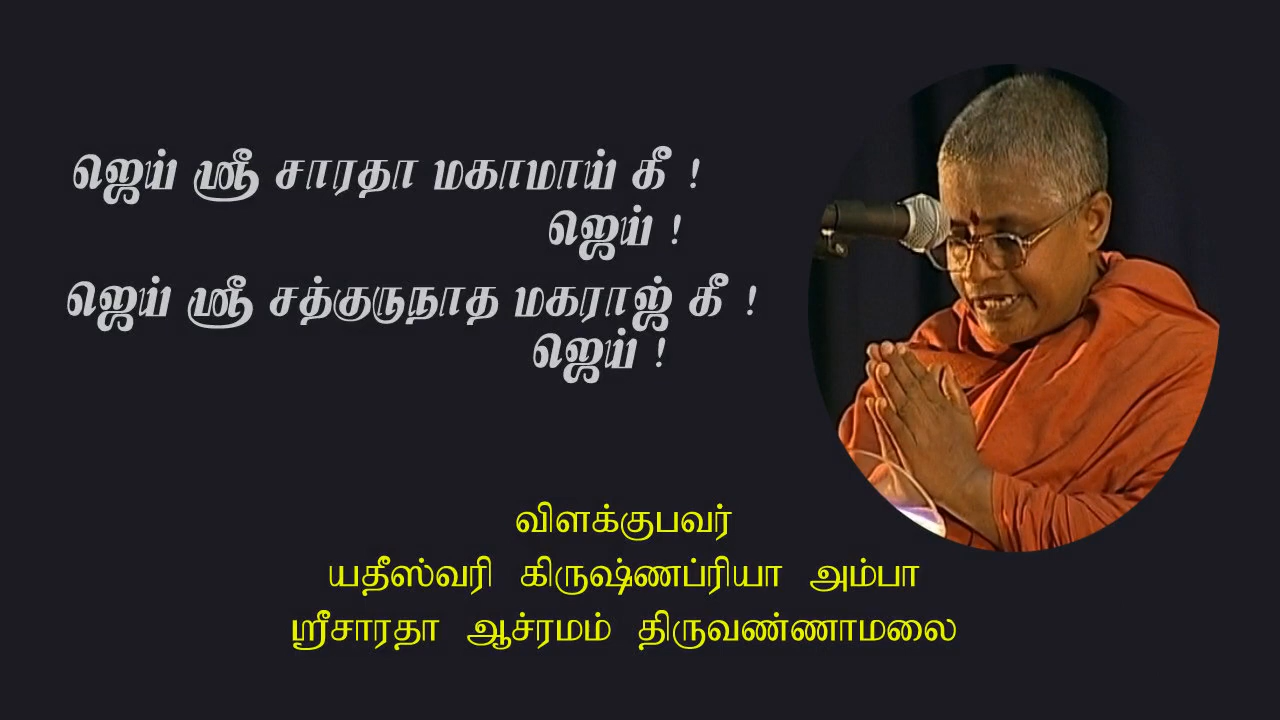 ஜெய் ஸ்ரீ சாரதா மகாமாய் கீ !
ஜெய் !
ஜெய் ஸ்ரீ சத்குருநாத மகராஜ் கீ !
ஜெய் !
விளக்குபவர்
யதீஸ்வரி கிருஷ்ணப்ரியா அம்பா
ஸ்ரீசாரதா ஆச்ரமம் திருவண்ணாமலை